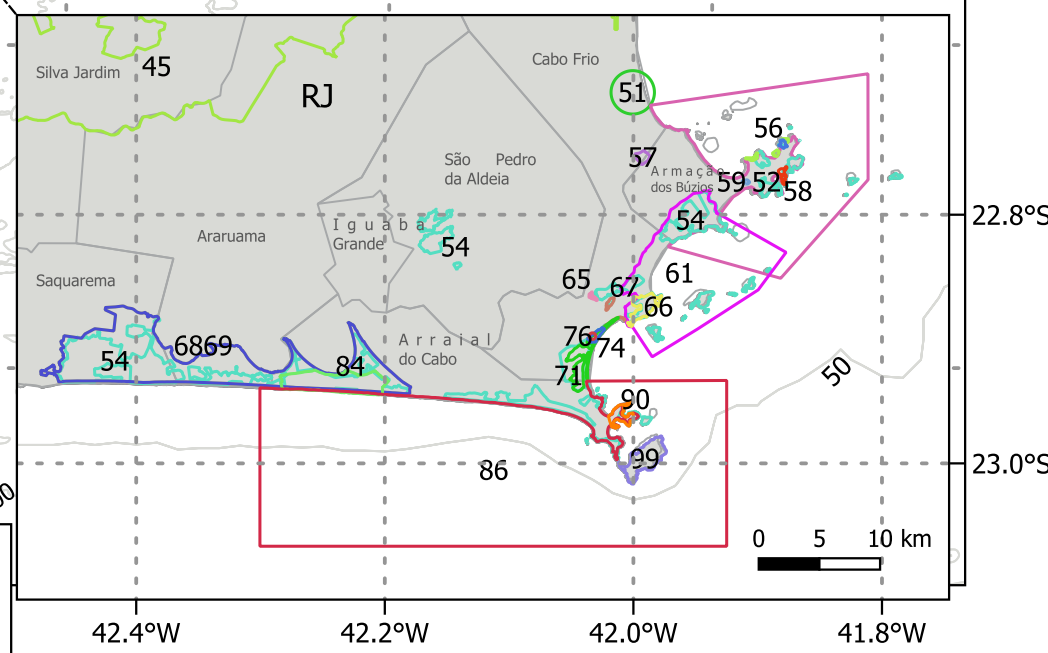 Cabo Frio
45
Silva Jardim
RJ
51
56
57
São Pedro
da Aldeia
Armação
dos Búzios
59
52
58
Iguaba
Grande
54
22.8°S
Araruama
54
61
Saquarema
65
67
66
76
74
Arraial
do Cabo
6869
54
84
71
50
90
99
23.0°S
86
0 5 10 km
42.4°W
42.2°W
42.0°W
41.8°W